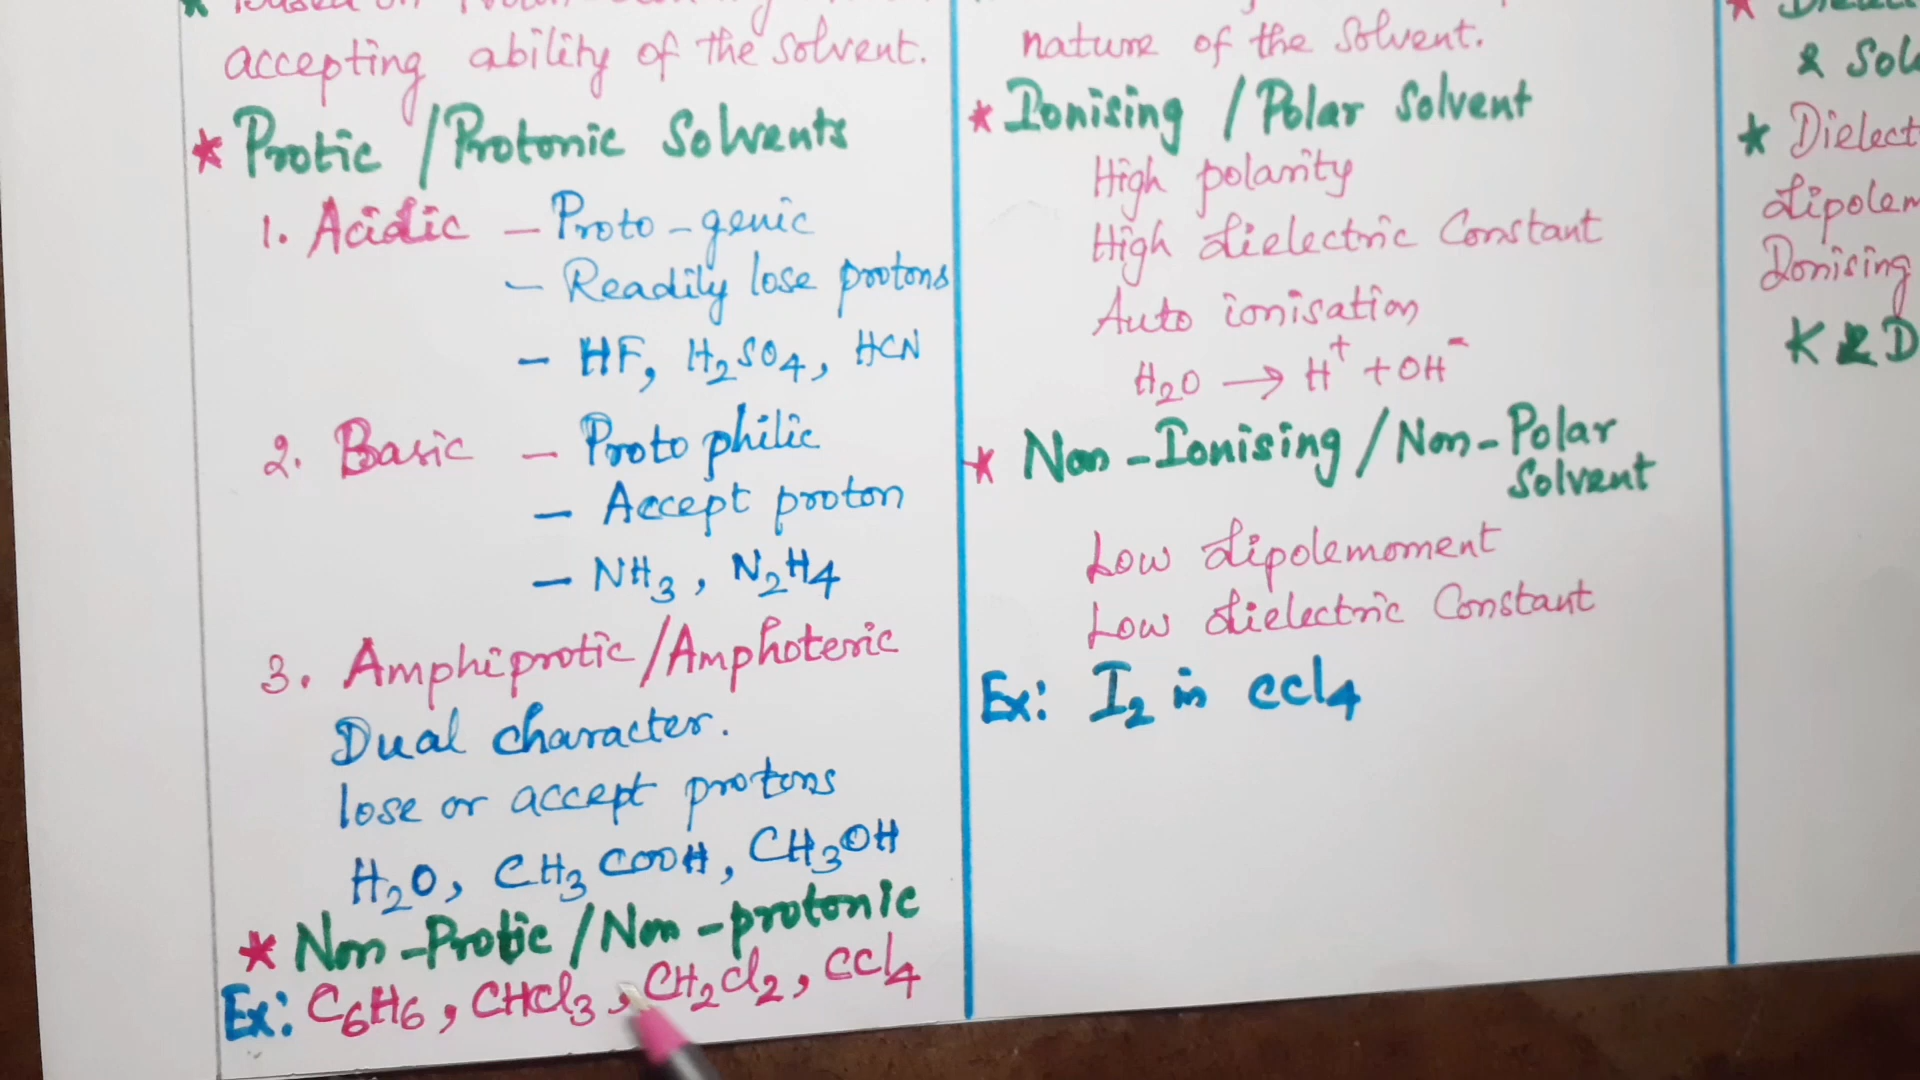 accepting ability of the solvent.
* Protic / Protonic Solvents
1. Acidic - Proto-genic
- Readily lose protons
- HF, H2SO4, HCN
2. Basic - Proto philic
- Accept proton
- NH3, N2H4
3. Amphiprotic / Amphoteric
Dual character.
lose or accept protons
H2O, CH3COOH, CH3OH
* Non-Protic / Non-protonic
Ex: C6H6, CHCl3, CH2Cl2, CCl4
nature of the Solvent.
* Ionising / Polar Solvent
High polarity
High dielectric Constant
Auto ionisation
H2O → H+ + OH-
* Non-Ionising / Non-Polar
Solvent
Low dipolemoment
Low dielectric Constant
Ex: I2 in CCl4
&
*
Ionising
K & D